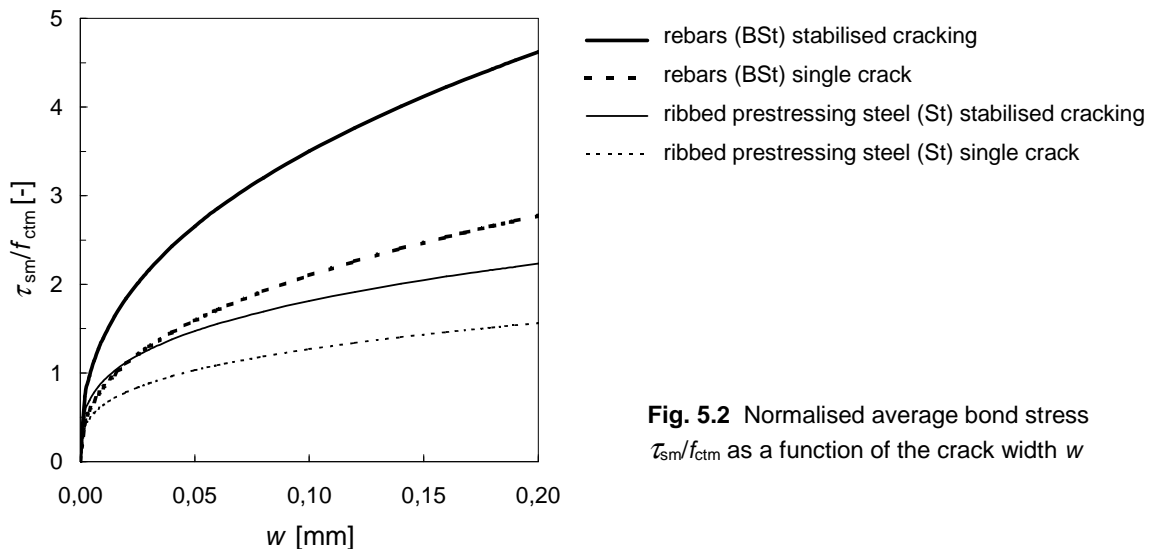 5
4
3
2
1
0
τsm/fctm [-]
0,00
0,05
0,10
0,15
0,20
w [mm]
rebars (BSt) stabilised cracking
rebars (BSt) single crack
ribbed prestressing steel (St) stabilised cracking
ribbed prestressing steel (St) single crack
Fig. 5.2 Normalised average bond stress
τsm/fctm as a function of the crack width w